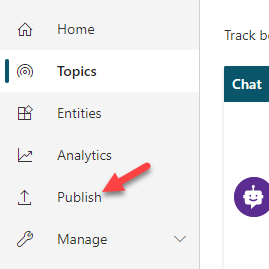 Home
Track b
Topics
Chat
Entities
Analytics
Publish
Manage